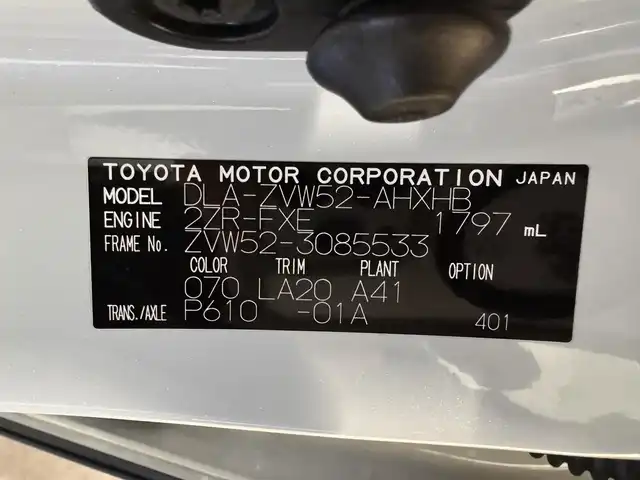 TOYOTA MOTOR CORPORATION JAPAN
MODEL DLA-ZVW52-AHXHB
ENGINE 2ZR-FXE 1797 mL
FRAME No. ZVW52-3085533
COLOR TRIM PLANT OPTION
070 LA20 A41
TRANS./AXLE P610 -01A 401